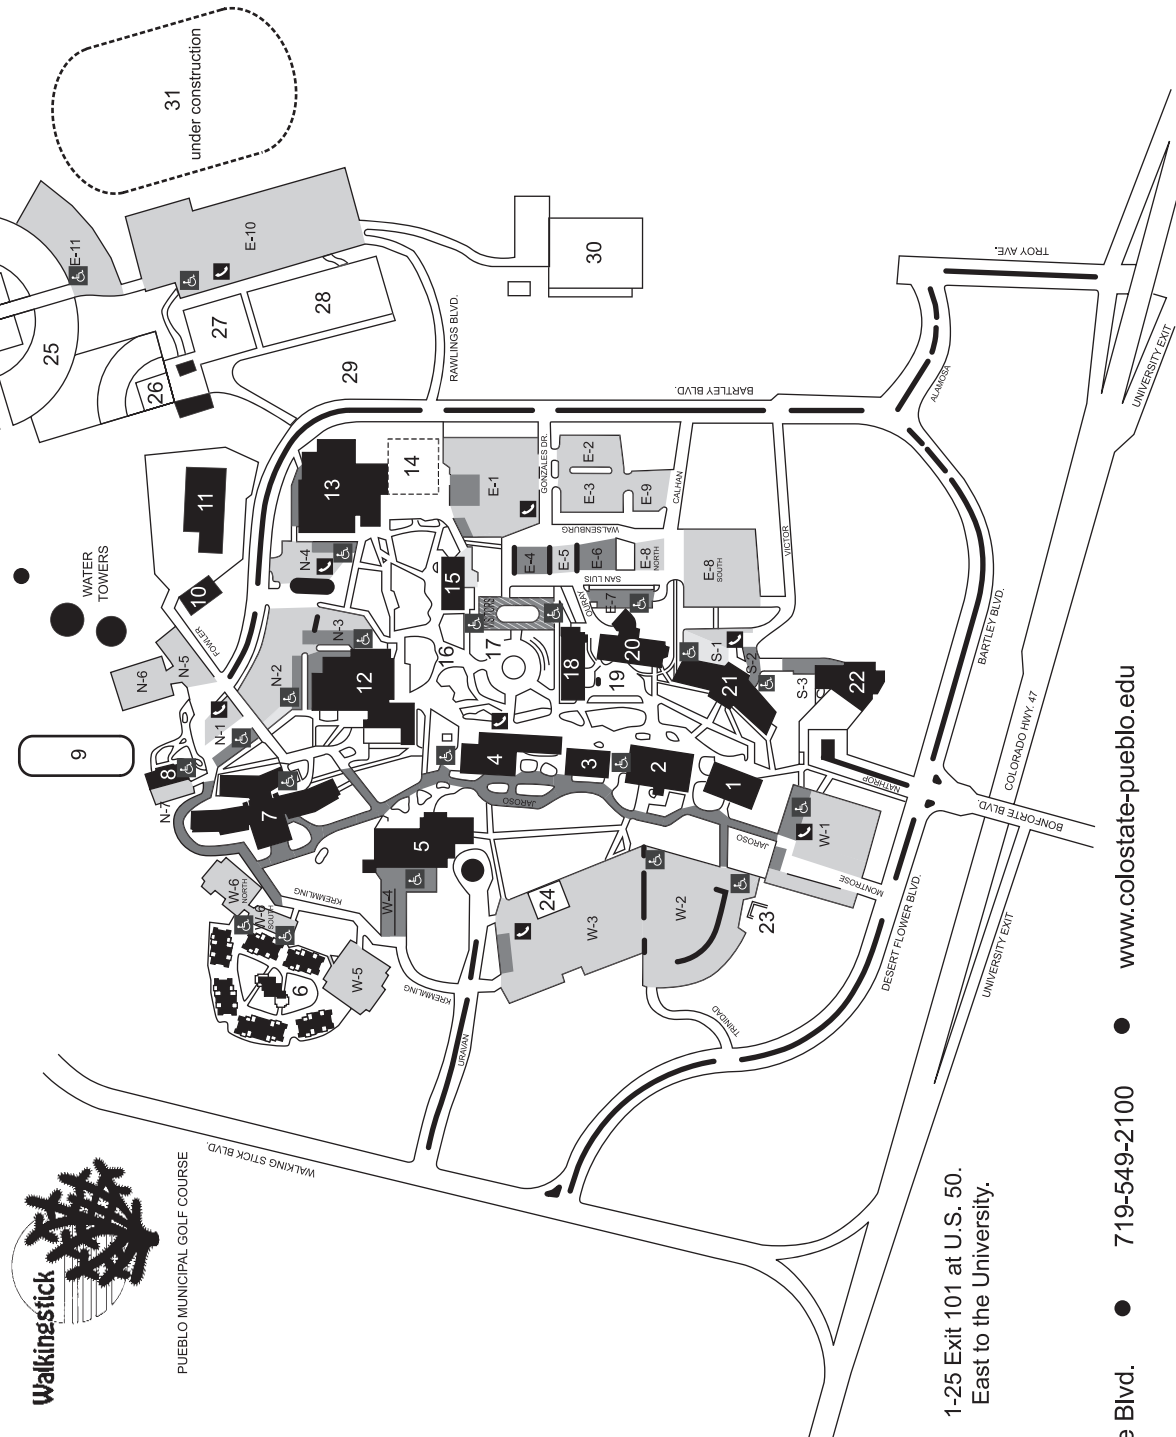 31
under construction
E-11
E-10
30
TROY AVE.
28
27
25
26
29
RAWLINGS BLVD.
BARTLEY BLVD.
ALAMOSA
UNIVERSITY EXIT
11
10
WATER
TOWERS
13
14
E-1
GONZALES DR.
E-2
E-3
E-9
CALHAN
WALSENBURG
VICTOR
E-4
E-5
E-6
E-8
NORTH
E-8
SOUTH
SAN LUIS
N-4
15
VISITORS
OURAY
E-7
BARTLEY BLVD.
FOWLER
N-5
N-6
N-3
N-2
N-1
16
17
18
19
20
S-1
S-2
21
S-3
22
12
9
8
N-7
7
4
3
2
1
JAROSO
JAROSO
NATHROP
COLORADO HWY. 47
BONFORTE BLVD.
5
W-1
MONTROSE
W-6
NORTH
W-6
SOUTH
KREMMLING
W-4
24
W-3
W-2
23
DESERT FLOWER BLVD.
UNIVERSITY EXIT
6
W-5
KREMMLING
URAVAN
TRINIDAD
WALKING STICK BLVD.
Walkingstick
PUEBLO MUNICIPAL GOLF COURSE
1-25 Exit 101 at U.S. 50.
East to the University.
Blvd. ● 719-549-2100 ● www.colostate-pueblo.edu